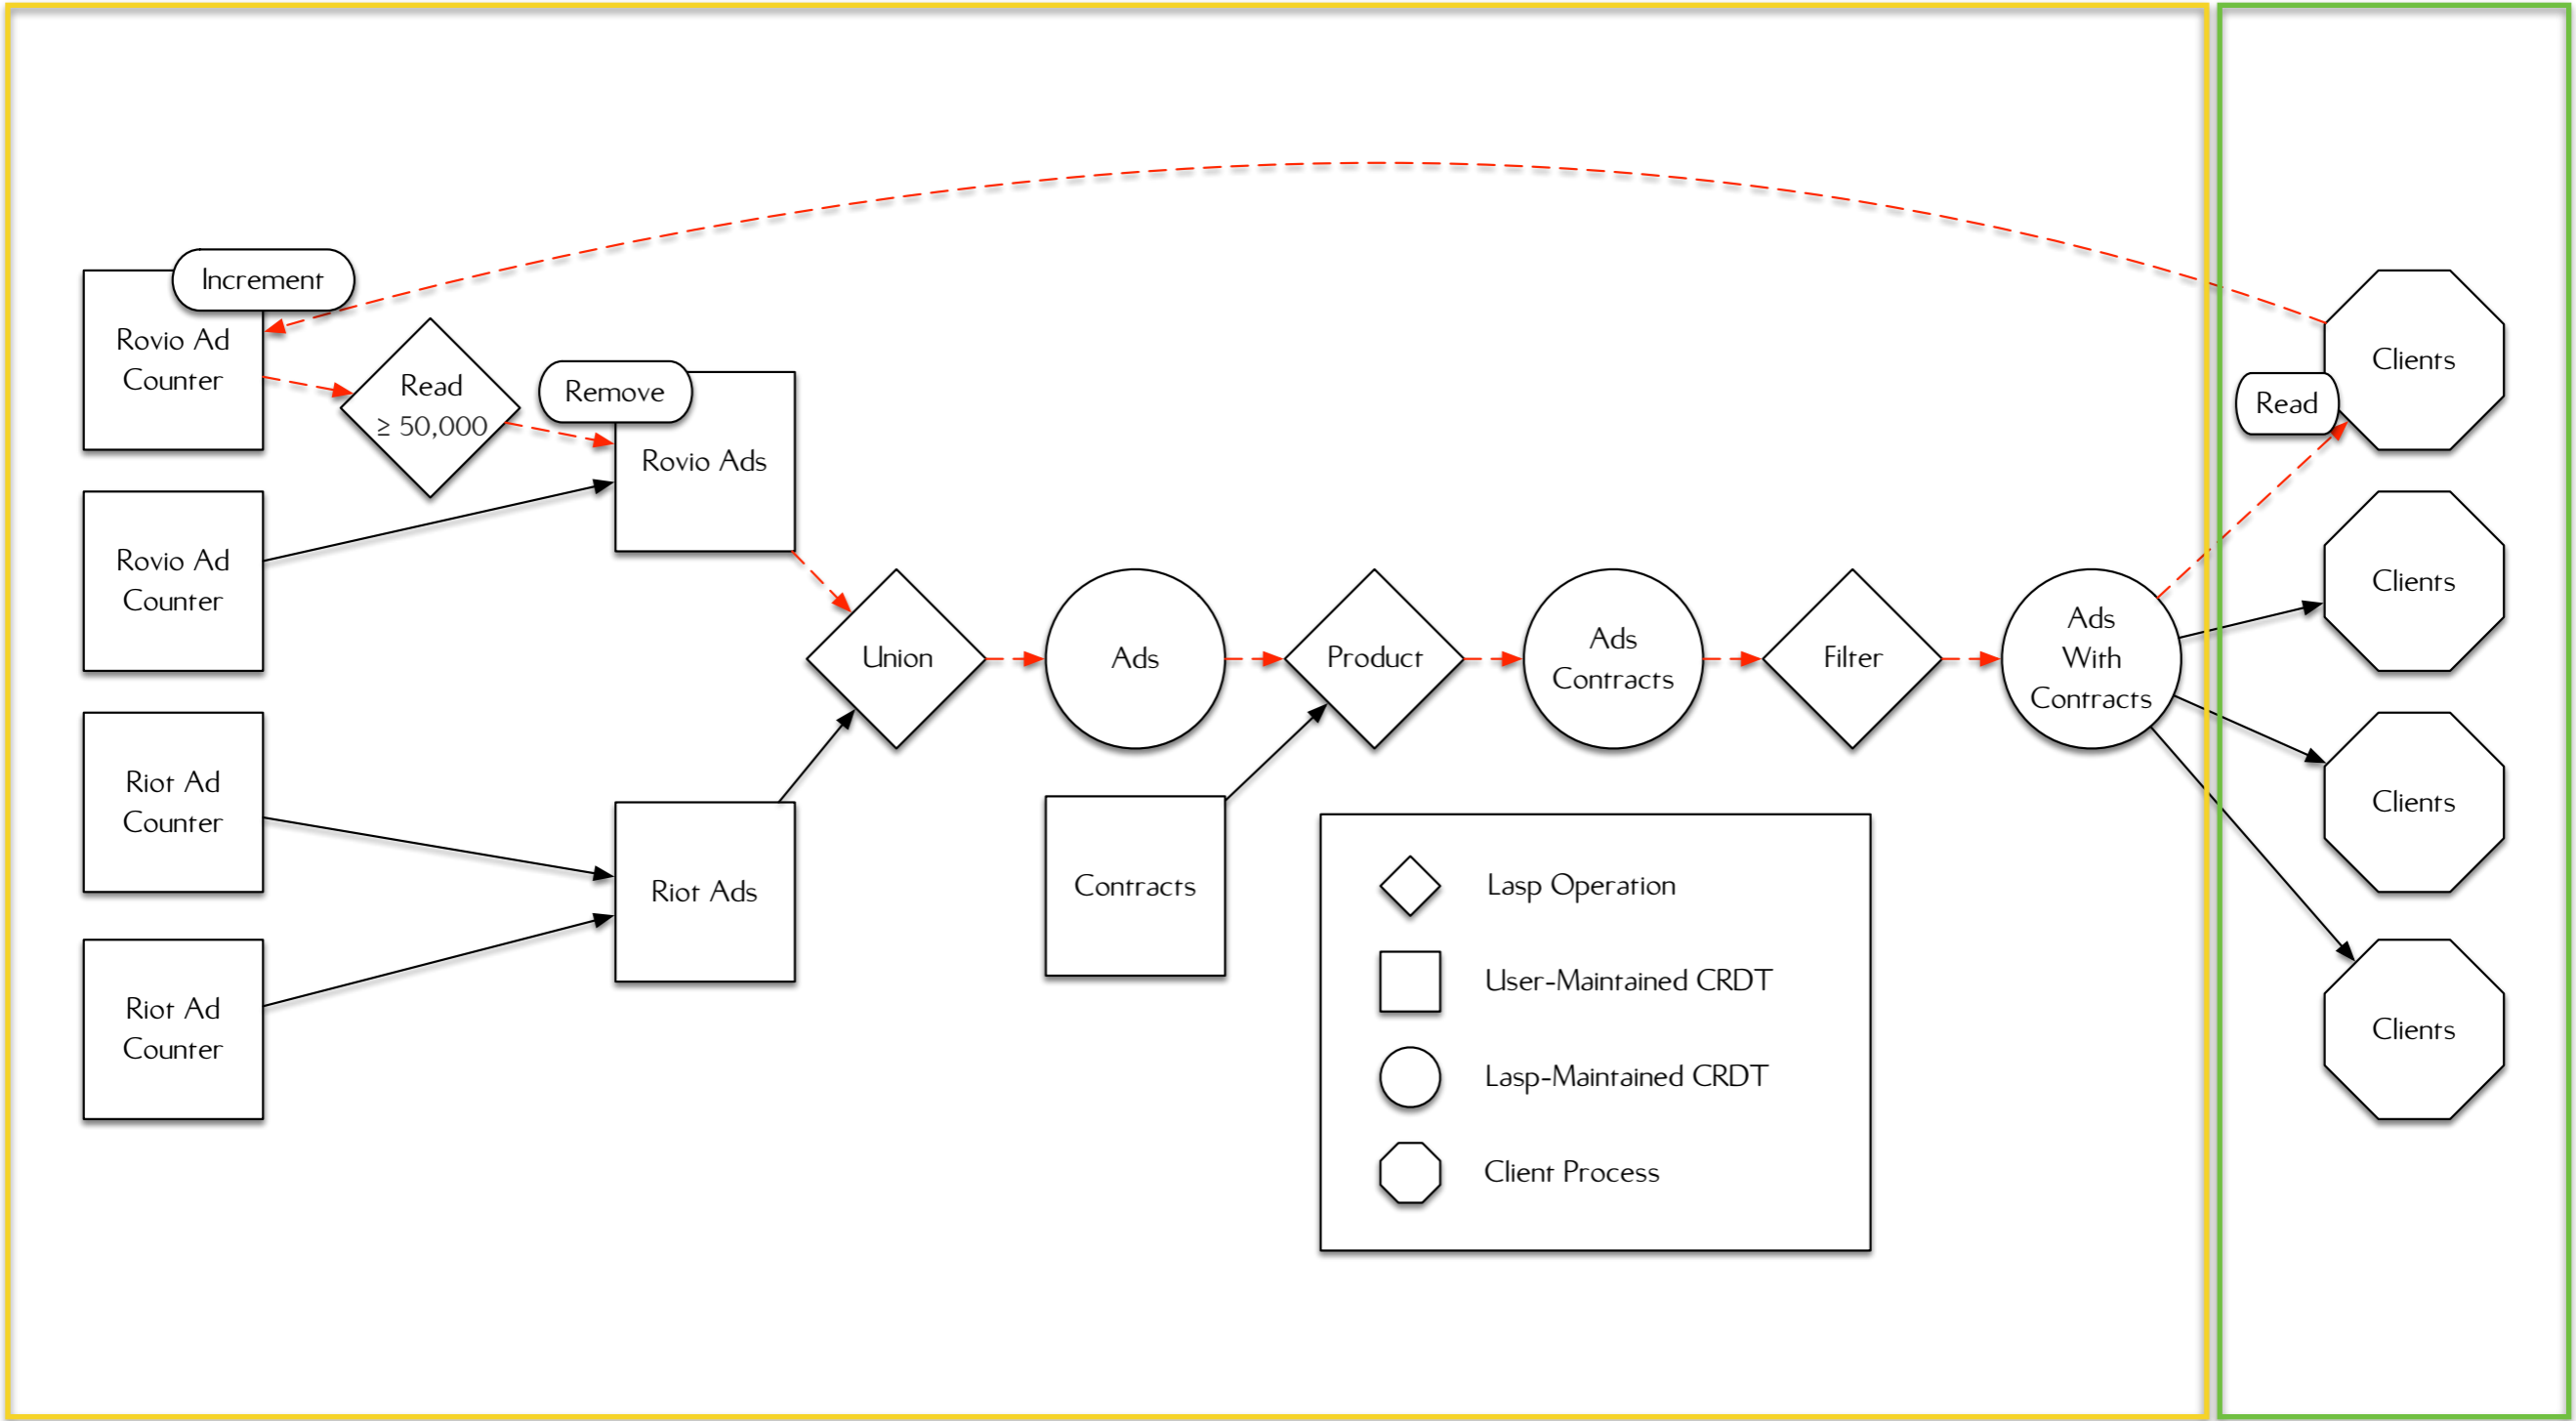 Increment
Rovio Ad
Counter
Read
≥ 50,000
Remove
Rovio Ads
Rovio Ad
Counter
Riot Ad
Counter
Riot Ad
Counter
Riot Ads
Union
Ads
Contracts
Product
Ads
Contracts
Filter
Ads
With
Contracts
Clients
Read
Clients
Clients
Clients
Lasp Operation
User-Maintained CRDT
Lasp-Maintained CRDT
Client Process